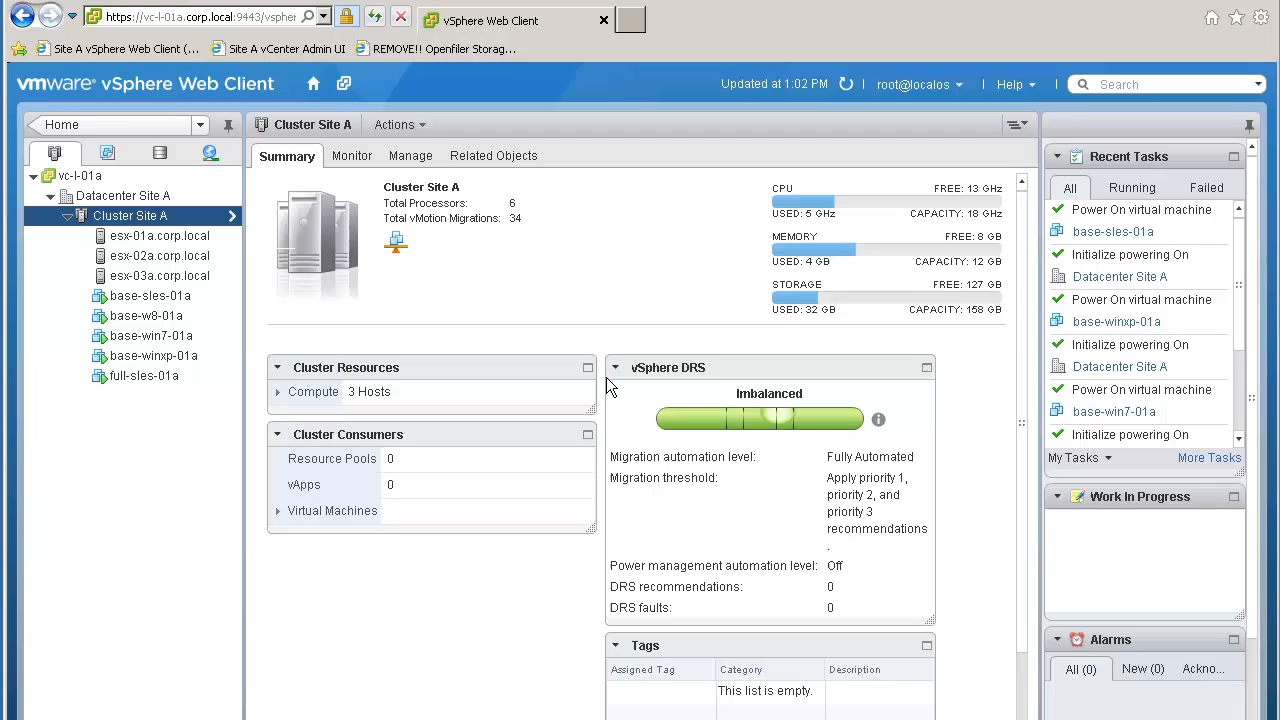 https://vc-l-01a.corp.local:9443/vspher
vSphere Web Client
Site A vSphere Web Client (...
Site A vCenter Admin UI
REMOVE!! Openfiler Storag...
vmware® vSphere Web Client
Updated at 1:02 PM
root@localos
Help
Search
Home
Cluster Site A
Actions
Summary
Monitor
Manage
Related Objects
vc-l-01a
Datacenter Site A
Cluster Site A
esx-01a.corp.local
esx-02a.corp.local
esx-03a.corp.local
base-sles-01a
base-w8-01a
base-win7-01a
base-winxp-01a
full-sles-01a
Cluster Site A
Total Processors: 6
Total vMotion Migrations: 34
CPU FREE: 13 GHz
USED: 5 GHz CAPACITY: 18 GHz
MEMORY FREE: 8 GB
USED: 4 GB CAPACITY: 12 GB
STORAGE FREE: 127 GB
USED: 32 GB CAPACITY: 158 GB
Cluster Resources
Compute 3 Hosts
Cluster Consumers
Resource Pools 0
vApps 0
Virtual Machines
vSphere DRS
Imbalanced
Migration automation level: Fully Automated
Migration threshold: Apply priority 1,
priority 2, and
priority 3
recommendations
.
Power management automation level: Off
DRS recommendations: 0
DRS faults: 0
Tags
Assigned Tag Category Description
This list is empty.
Recent Tasks
All Running Failed
Power On virtual machine
base-sles-01a
Initialize powering On
Datacenter Site A
Power On virtual machine
base-winxp-01a
Initialize powering On
Datacenter Site A
Power On virtual machine
base-win7-01a
Initialize powering On
My Tasks More Tasks
Work In Progress
Alarms
All (0) New (0) Ackno...